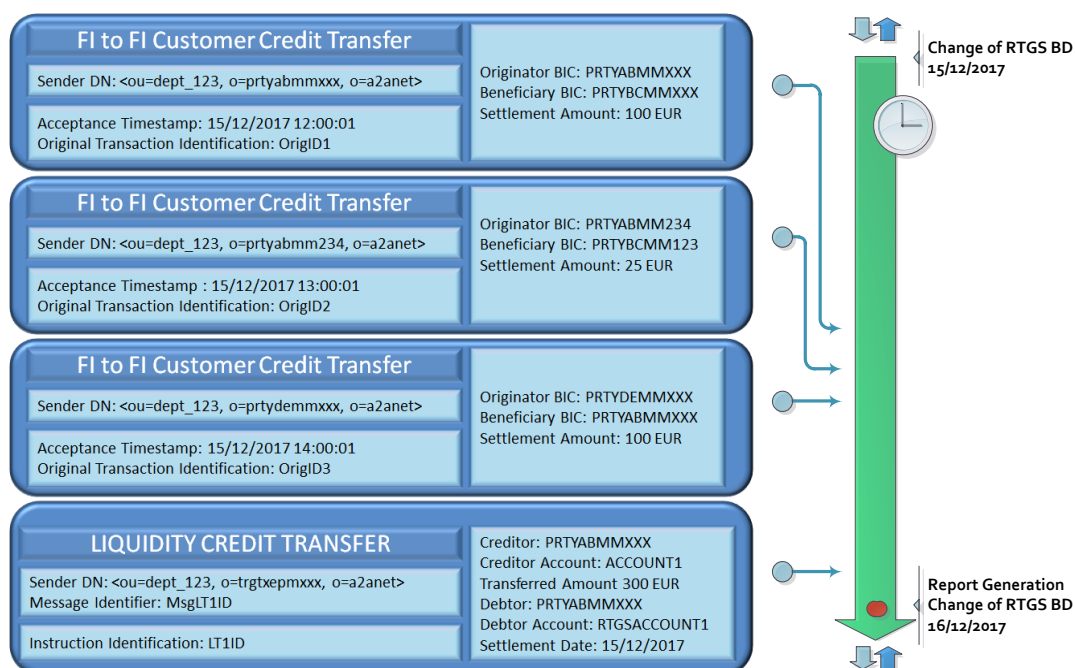 FI to FI Customer Credit Transfer
Sender DN: <ou=dept_123, o=prtyabmmxxx, o=a2anet>
Acceptance Timestamp: 15/12/2017 12:00:01
Original Transaction Identification: OrigID1
Originator BIC: PRTYABMMXXX
Beneficiary BIC: PRTYBCMMXXX
Settlement Amount: 100 EUR
FI to FI Customer Credit Transfer
Sender DN: <ou=dept_123, o=prtyabmm234, o=a2anet>
Acceptance Timestamp : 15/12/2017 13:00:01
Original Transaction Identification: OrigID2
Originator BIC: PRTYABMM234
Beneficiary BIC: PRTYBCMM123
Settlement Amount: 25 EUR
FI to FI Customer Credit Transfer
Sender DN: <ou=dept_123, o=prtydemmxxx, o=a2anet>
Acceptance Timestamp: 15/12/2017 14:00:01
Original Transaction Identification: OrigID3
Originator BIC: PRTYDEMMXXX
Beneficiary BIC: PRTYABMMXXX
Settlement Amount: 100 EUR
LIQUIDITY CREDIT TRANSFER
Sender DN: <ou=dept_123, o=trgtxepmxxx, o=a2anet>
Message Identifier: MsgLT1ID
Instruction Identification: LT1ID
Creditor: PRTYABMMXXX
Creditor Account: ACCOUNT1
Transferred Amount 300 EUR
Debtor: PRTYABMMXXX
Debtor Account: RTGSACCOUNT1
Settlement Date: 15/12/2017
Change of RTGS BD
15/12/2017
Report Generation
Change of RTGS BD
16/12/2017